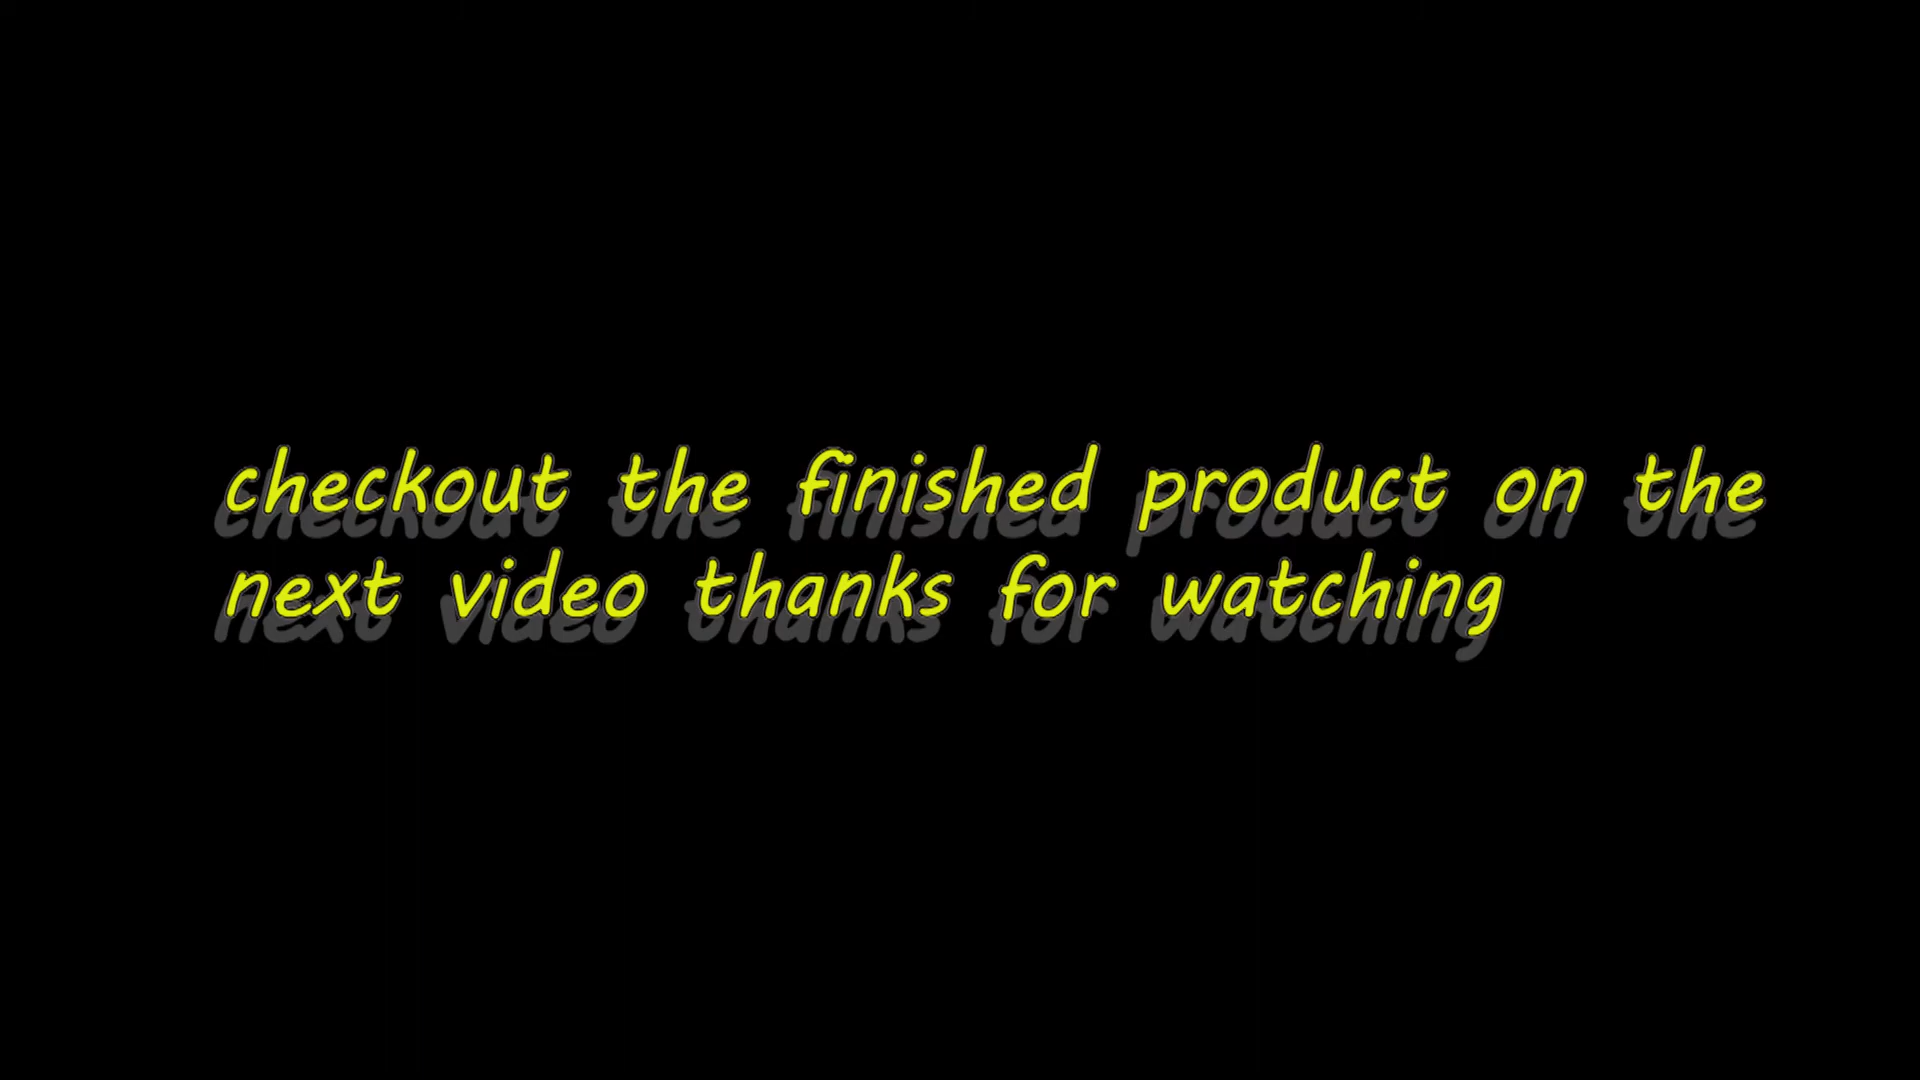 checkout the finished product on the
next video thanks for watching